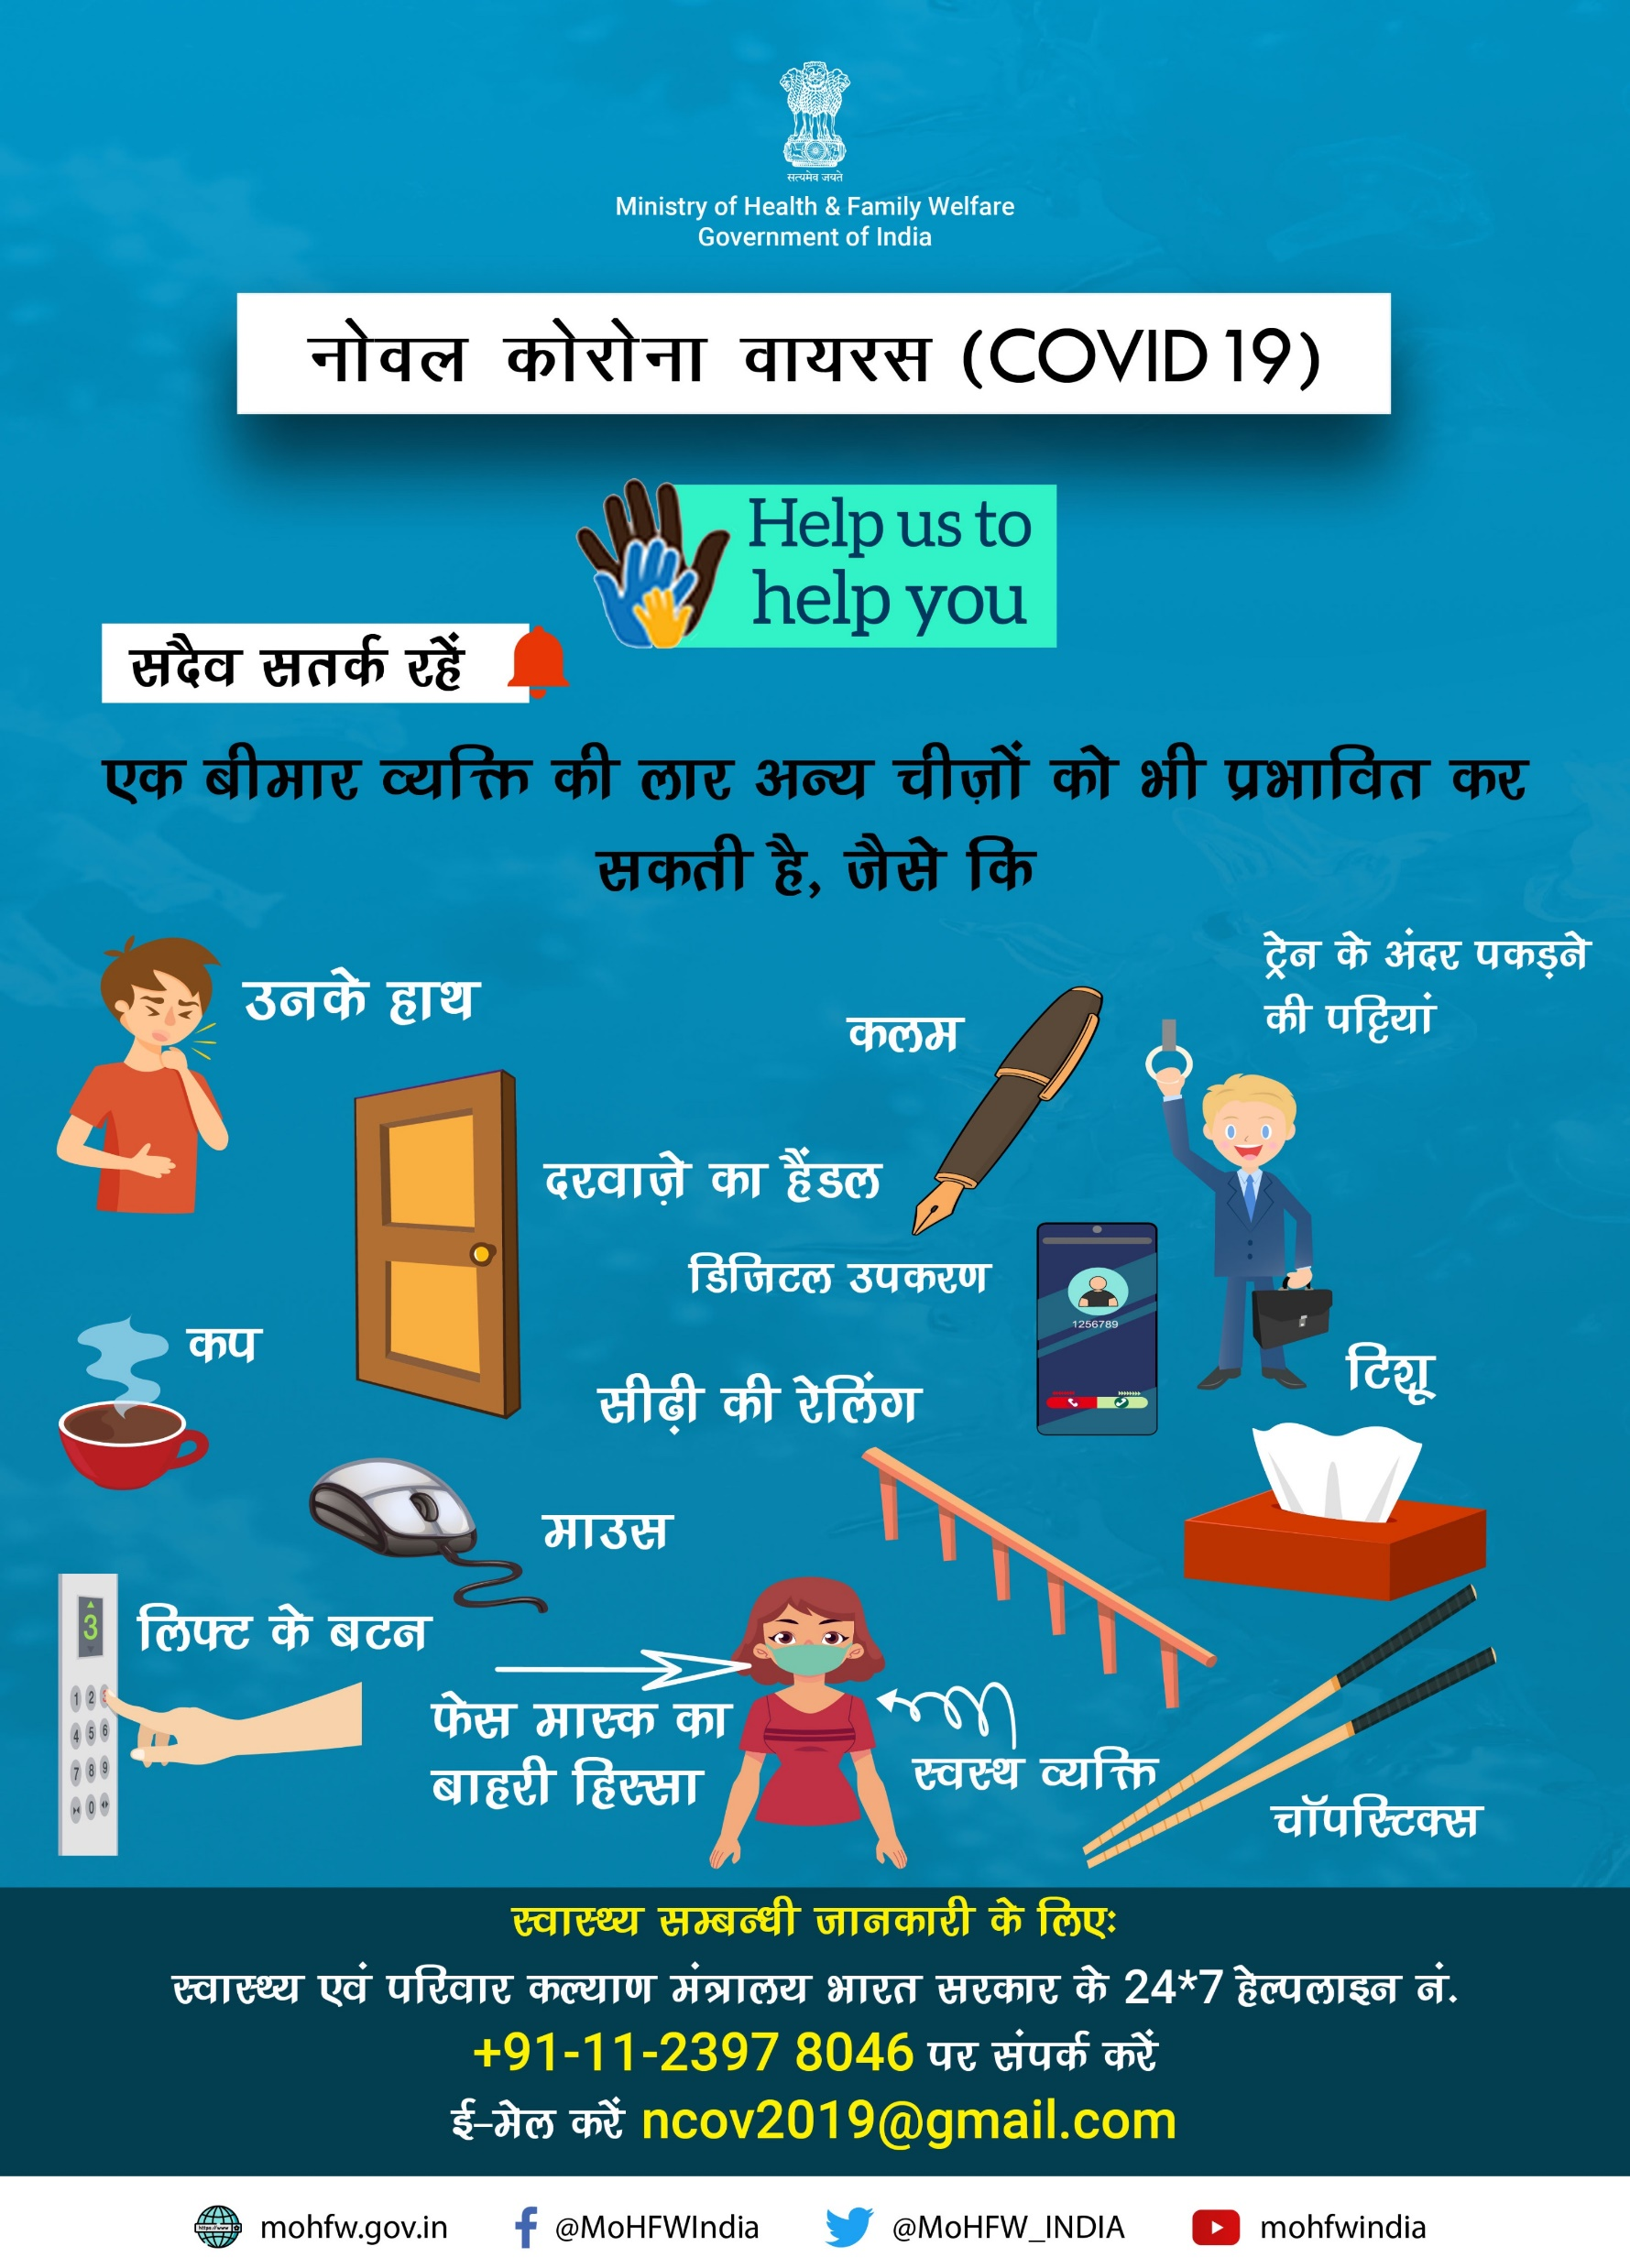 सत्यमेव जयते
Ministry of Health & Family Welfare
Government of India
नोवल कोरोना वायरस (COVID 19)
Help us to
help you
सदैव सतर्क रहें
एक बीमार व्यक्ति की लार अन्य चीज़ों को भी प्रभावित कर
सकती है, जैसे कि
उनके हाथ
कलम
ट्रेन के अंदर पकड़ने
की पट्टियां
दरवाज़े का हैंडल
डिजिटल उपकरण
1256789
कप
टिशू
सीढ़ी की रेलिंग
माउस
3
लिफ्ट के बटन
1 2 3
4 5 6
7 8 9
0
फेस मास्क का
बाहरी हिस्सा
स्वस्थ व्यक्ति
चॉपस्टिक्स
स्वास्थ्य सम्बन्धी जानकारी के लिएः
स्वास्थ्य एवं परिवार कल्याण मंत्रालय भारत सरकार के 24*7 हेल्पलाइन नं.
+91-11-2397 8046 पर संपर्क करें
ई-मेल करें ncov2019@gmail.com
mohfw.gov.in
@MoHFWIndia
@MoHFW_INDIA
mohfwindia